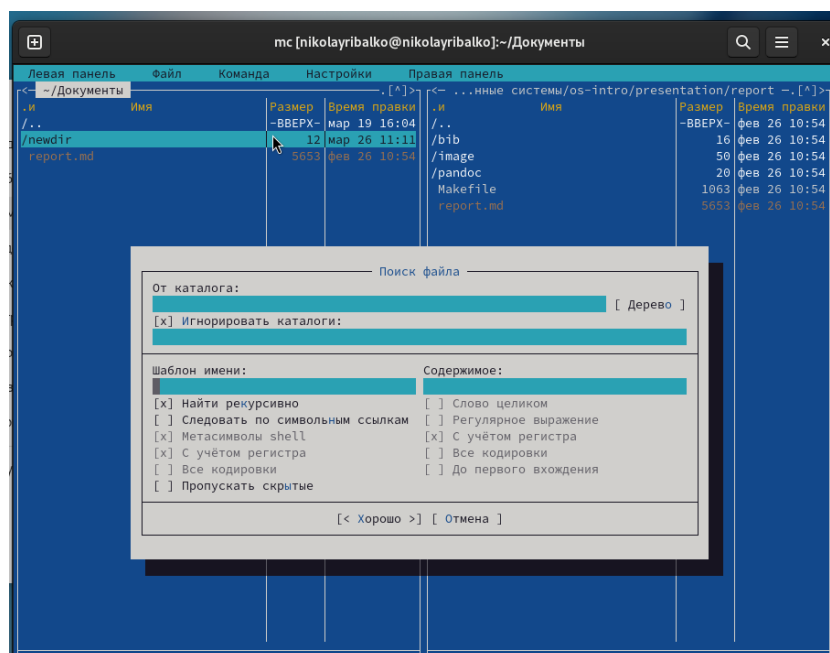 mc [nikolayribalko@nikolayribalko]:~/Документы
Левая панель Файл Команда Настройки Правая панель
<─ ~/Документы .[^]>
.и Имя Размер Время правки
/.. -ВВЕРХ- мар 19 16:04
/newdir 12 мар 26 11:11
report.md 5653 фев 26 10:54
<─ ...нные системы/os-intro/presentation/report ─.[^]>
.и Имя Размер Время правки
/.. -ВВЕРХ- фев 26 10:54
/bib 16 фев 26 10:54
/image 50 фев 26 10:54
/pandoc 20 фев 26 10:54
Makefile 1063 фев 26 10:54
report.md 5653 фев 26 10:54
Поиск файла
От каталога:
[ Дерево ]
[x] Игнорировать каталоги:
Шаблон имени:
[x] Найти рекурсивно
[ ] Следовать по символьным ссылкам
[x] Метасимволы shell
[x] С учётом регистра
[ ] Все кодировки
[ ] Пропускать скрытые
Содержимое:
[ ] Слово целиком
[ ] Регулярное выражение
[x] С учётом регистра
[ ] Все кодировки
[ ] До первого вхождения
[< Хорошо >] [ Отмена ]